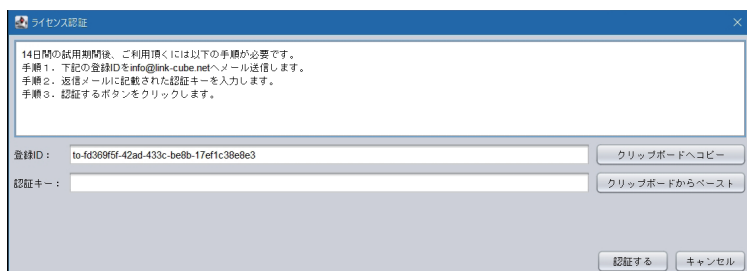 ライセンス認証
14日間の試用期間後、ご利用頂くには以下の手順が必要です。
手順1．下記の登録IDをinfo@link-cube.netへメール送信します。
手順2．返信メールに記載された認証キーを入力します。
手順3．認証するボタンをクリックします。
登録ID： to-fd369f5f-42ad-433c-be8b-17ef1c38e8e3 クリップボードへコピー
認証キー： クリップボードからペースト
認証する キャンセル